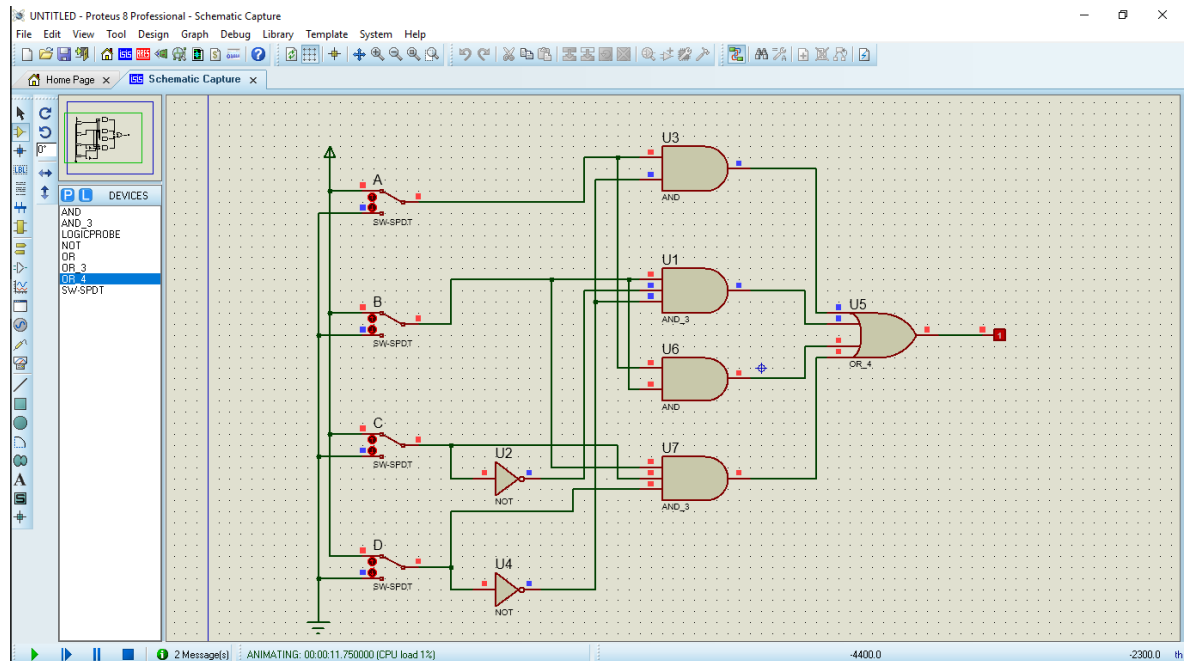 UNTITLED - Proteus 8 Professional - Schematic Capture
File Edit View Tool Design Graph Debug Library Template System Help
Home Page x
Schematic Capture x
0°
LBL
A
S
P L DEVICES
AND
AND_3
LOGICPROBE
NOT
OR
OR_3
OR_4
SW-SPDT
A
SW-SPDT
B
SW-SPDT
C
SW-SPDT
D
SW-SPDT
U2
NOT
U4
NOT
U3
AND
U1
AND_3
U6
AND
U7
AND_3
U5
OR_4
1
2 Message(s) ANIMATING: 00:00:11.750000 (CPU load 1%) -4400.0 -2300.0 th